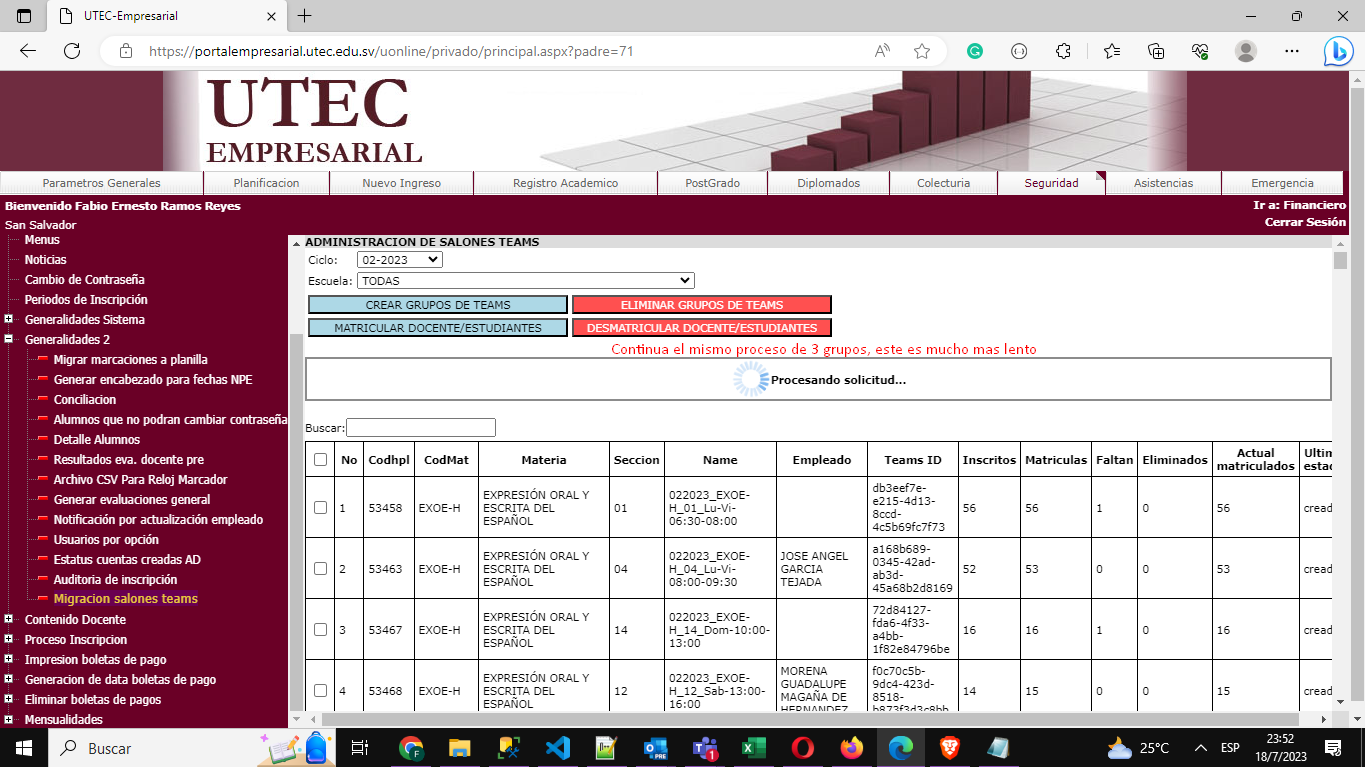 UTEC-Empresarial
https://portalempresarial.utec.edu.sv/uonline/privado/principal.aspx?padre=71
UTEC
EMPRESARIAL
Parametros Generales
Planificacion
Nuevo Ingreso
Registro Academico
PostGrado
Diplomados
Colecturia
Seguridad
Asistencias
Emergencia
Bienvenido Fabio Ernesto Ramos Reyes
Ir a: Financiero
San Salvador
Cerrar Sesión
Menus
Noticias
Cambio de Contraseña
Periodos de Inscripción
Generalidades Sistema
Generalidades 2
Migrar marcaciones a planilla
Generar encabezado para fechas NPE
Conciliacion
Alumnos que no podran cambiar contraseña
Detalle Alumnos
Resultados eva. docente pre
Archivo CSV Para Reloj Marcador
Generar evaluaciones general
Notificación por actualización empleado
Usuarios por opción
Estatus cuentas creadas AD
Auditoria de inscripción
Migracion salones teams
Contenido Docente
Proceso Inscripcion
Impresion boletas de pago
Generacion de data boletas de pago
Eliminar boletas de pagos
Mensualidades
ADMINISTRACION DE SALONES TEAMS
Ciclo: 02-2023
Escuela: TODAS
CREAR GRUPOS DE TEAMS
ELIMINAR GRUPOS DE TEAMS
MATRICULAR DOCENTE/ESTUDIANTES
DESMATRICULAR DOCENTE/ESTUDIANTES
Continua el mismo proceso de 3 grupos, este es mucho mas lento
Procesando solicitud...
Buscar:
No Codhpl CodMat Materia Seccion Name Empleado Teams ID Inscritos Matriculas Faltan Eliminados Actual matriculados Ultin estac
1 53458 EXOE-H EXPRESIÓN ORAL Y ESCRITA DEL ESPAÑOL 01 022023_EXOE-H_01_Lu-Vi-06:30-08:00 db3eef7e-e215-4d13-8ccd-4c5b69fc7f73 56 56 1 0 56 cread
2 53463 EXOE-H EXPRESIÓN ORAL Y ESCRITA DEL ESPAÑOL 04 022023_EXOE-H_04_Lu-Vi-08:00-09:30 JOSE ANGEL GARCIA TEJADA a168b689-0345-42ad-ab3d-45a68b2d8169 52 53 0 0 53 cread
3 53467 EXOE-H EXPRESIÓN ORAL Y ESCRITA DEL ESPAÑOL 14 022023_EXOE-H_14_Dom-10:00-13:00 72d84127-fda6-4f33-a4bb-1f82e84796be 16 16 1 0 16 cread
4 53468 EXOE-H EXPRESIÓN ORAL Y ESCRITA DEL ESPAÑOL 12 022023_EXOE-H_12_Sab-13:00-16:00 MORENA GUADALUPE MAGAÑA DE HERNANDEZ f0c70c5b-9dc4-423d-8518-b873f3d3c8bb 14 15 0 0 15 cread
Buscar
25°C
ESP
23:52
18/7/2023